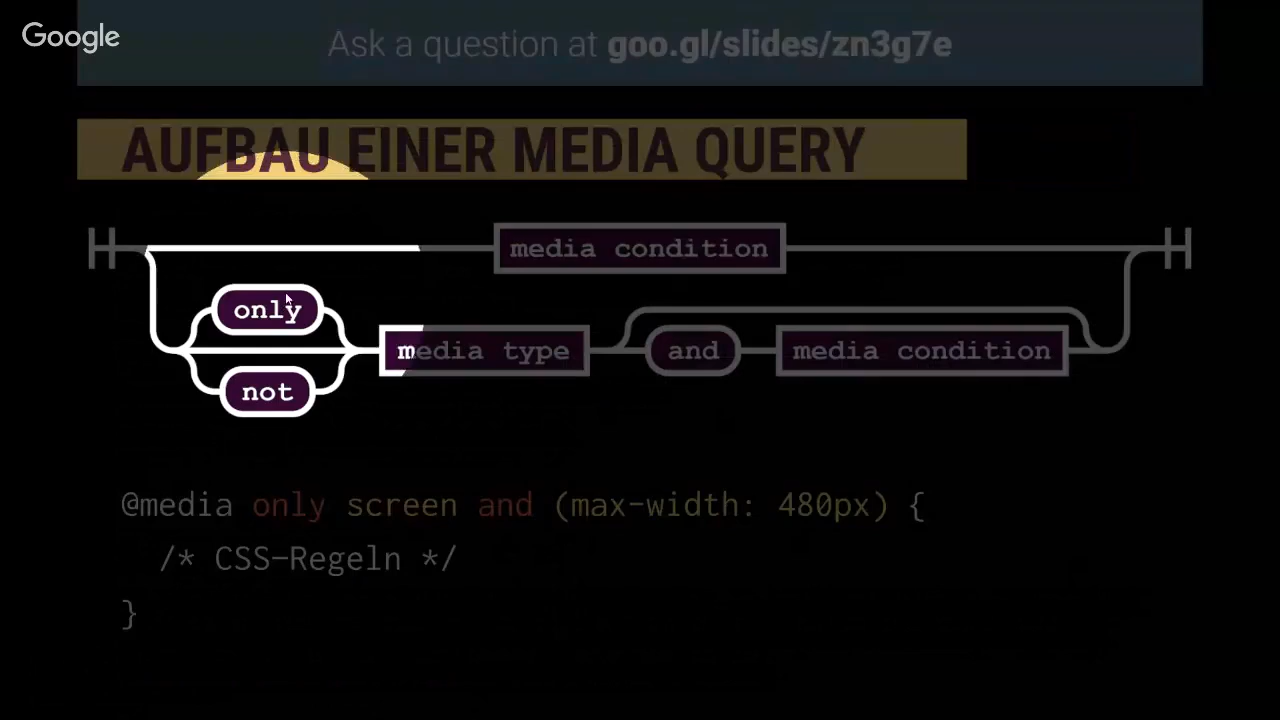 Google
Ask a question at goo.gl/slides/zn3g7e
AUFBAU EINER MEDIA QUERY
media condition
only
media type
and
media condition
not
@media only screen and (max-width: 480px) {
/* CSS-Regeln */
}